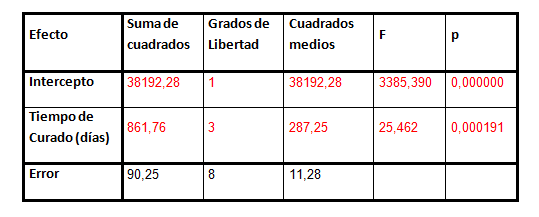 Efecto Suma de cuadrados Grados de Libertad Cuadrados medios F p
Intercepto 38192,28 1 38192,28 3385,390 0,000000
Tiempo de Curado (días) 861,76 3 287,25 25,462 0,000191
Error 90,25 8 11,28